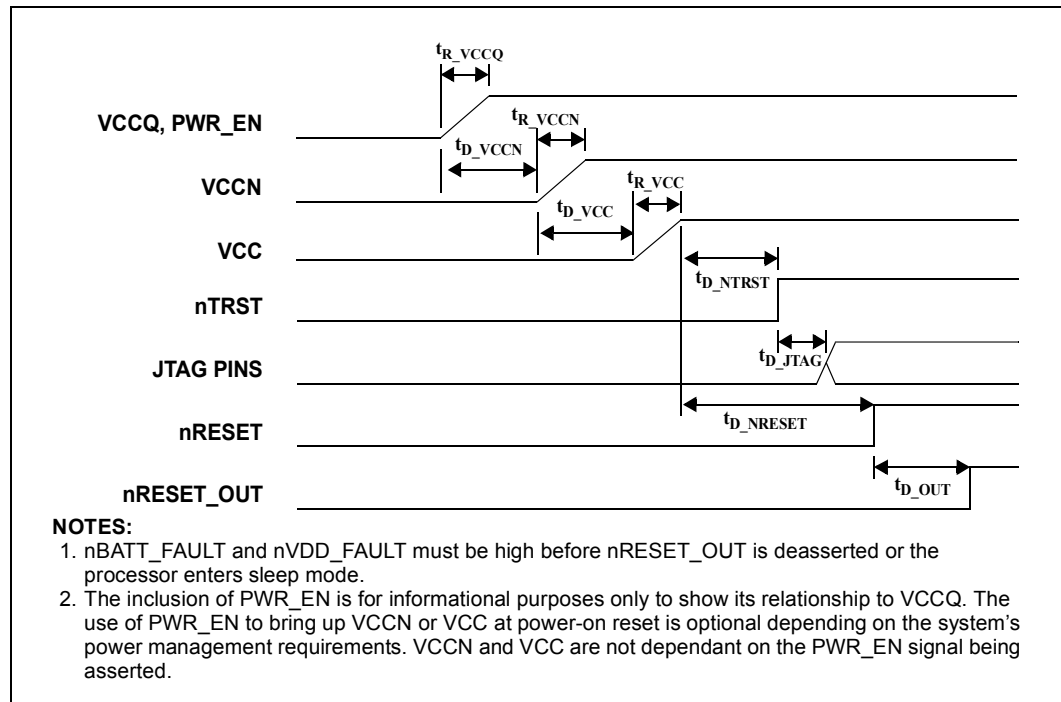 tR_VCCQ
VCCQ, PWR_EN
tR_VCCN
tD_VCCN
VCCN
tR_VCC
tD_VCC
VCC
tD_NTRST
nTRST
tD_JTAG
JTAG PINS
tD_NRESET
nRESET
tD_OUT
nRESET_OUT
NOTES:
1. nBATT_FAULT and nVDD_FAULT must be high before nRESET_OUT is deasserted or the
processor enters sleep mode.
2. The inclusion of PWR_EN is for informational purposes only to show its relationship to VCCQ. The
use of PWR_EN to bring up VCCN or VCC at power-on reset is optional depending on the system's
power management requirements. VCCN and VCC are not dependant on the PWR_EN signal being
asserted.